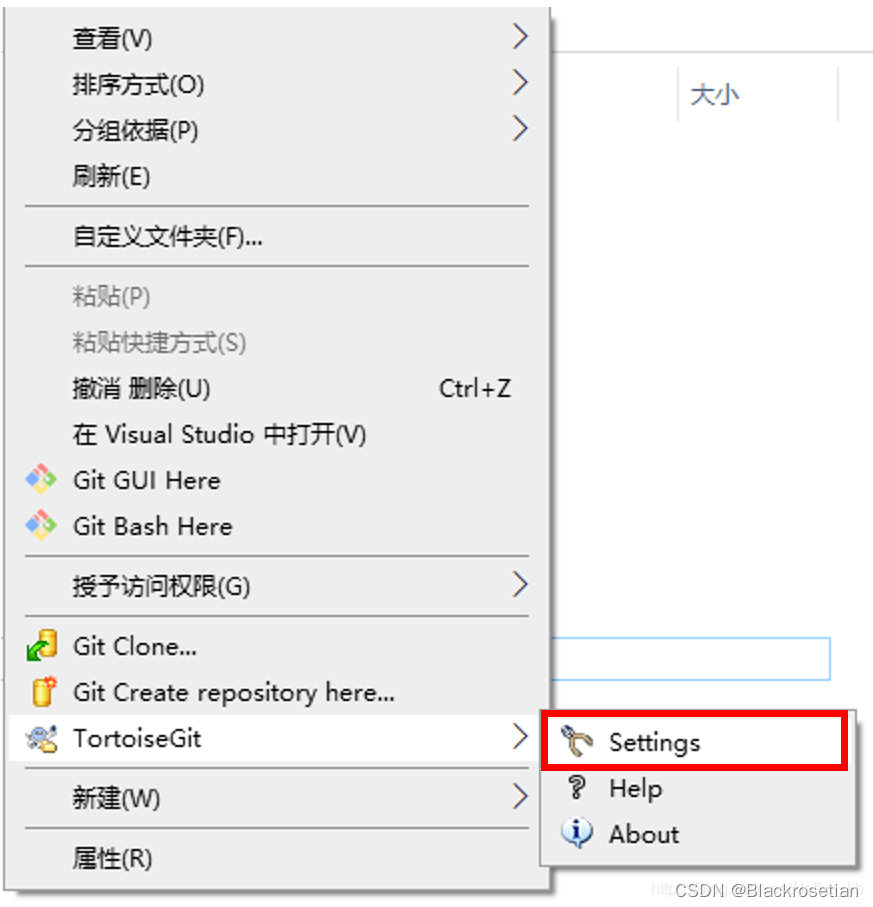 查看(V)
大小
排序方式(O)
分组依据(P)
刷新(E)
自定义文件夹(F)...
粘贴(P)
粘贴快捷方式(S)
撤消 删除(U) Ctrl+Z
在 Visual Studio 中打开(V)
Git GUI Here
Git Bash Here
授予访问权限(G)
Git Clone...
Git Create repository here...
TortoiseGit
Settings
Help
About
新建(W)
属性(R)
CSDN @Blackrosetian